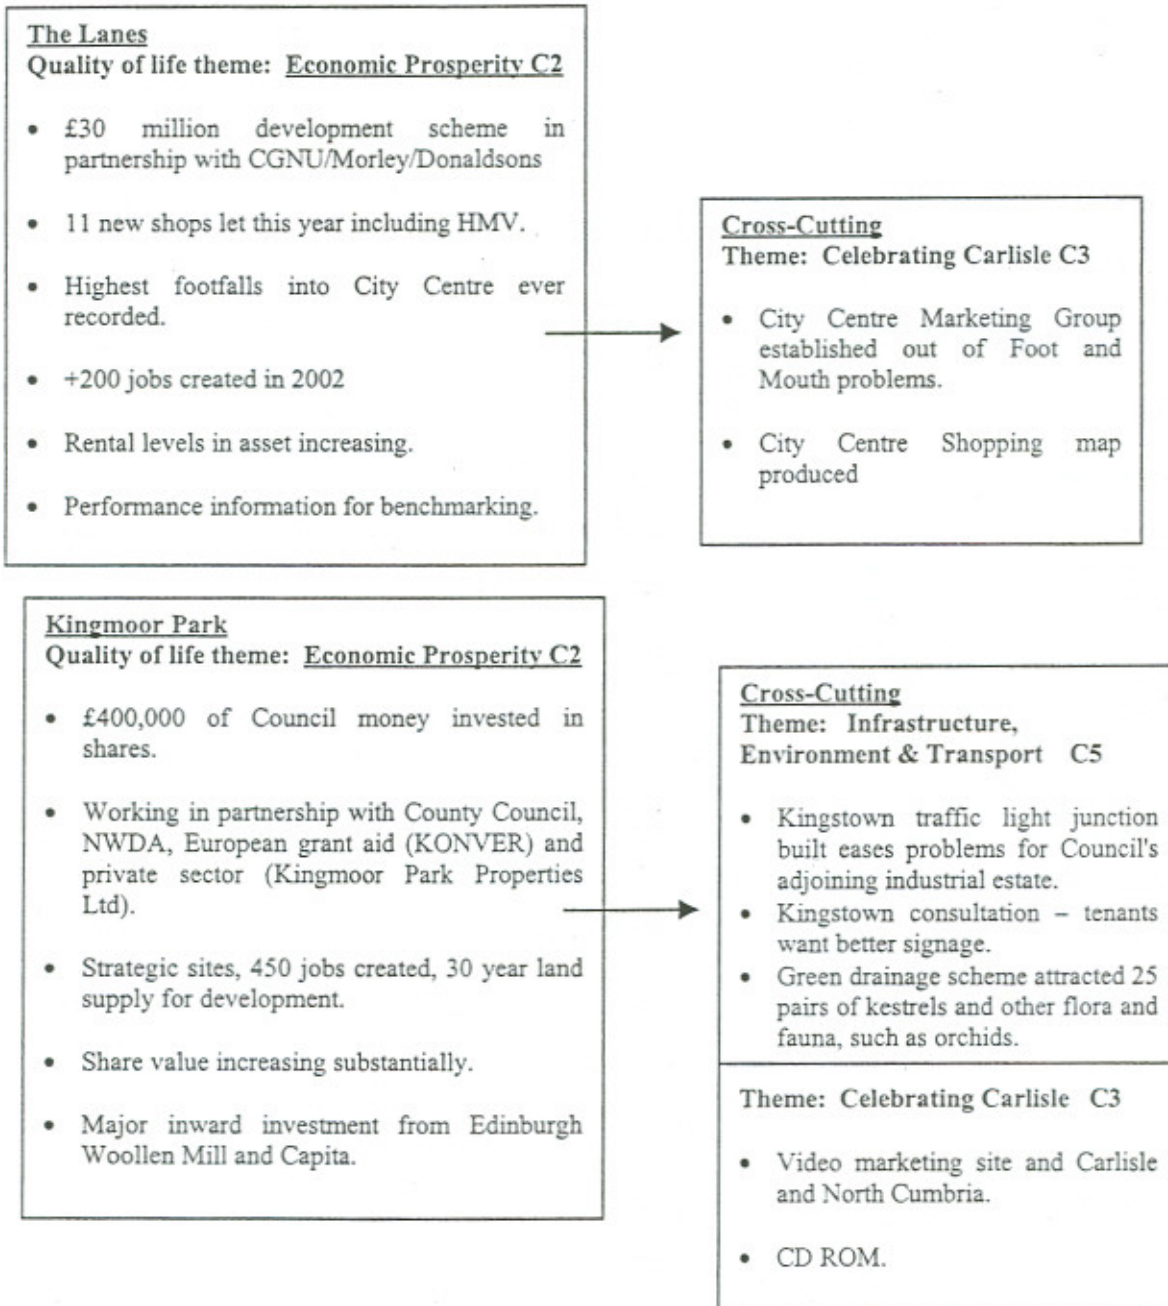 The Lanes
Quality of life theme: Economic Prosperity C2
• £30 million development scheme in
partnership with CGNU/Morley/Donaldsons
• 11 new shops let this year including HMV.
• Highest footfalls into City Centre ever
recorded.
• +200 jobs created in 2002
• Rental levels in asset increasing.
• Performance information for benchmarking.
Cross-Cutting
Theme: Celebrating Carlisle C3
• City Centre Marketing Group
established out of Foot and
Mouth problems.
• City Centre Shopping map
produced
Kingmoor Park
Quality of life theme: Economic Prosperity C2
• £400,000 of Council money invested in
shares.
• Working in partnership with County Council,
NWDA, European grant aid (KONVER) and
private sector (Kingmoor Park Properties
Ltd).
• Strategic sites, 450 jobs created, 30 year land
supply for development.
• Share value increasing substantially.
• Major inward investment from Edinburgh
Woollen Mill and Capita.
Cross-Cutting
Theme: Infrastructure,
Environment & Transport C5
• Kingstown traffic light junction
built eases problems for Council's
adjoining industrial estate.
• Kingstown consultation – tenants
want better signage.
• Green drainage scheme attracted 25
pairs of kestrels and other flora and
fauna, such as orchids.
Theme: Celebrating Carlisle C3
• Video marketing site and Carlisle
and North Cumbria.
• CD ROM.